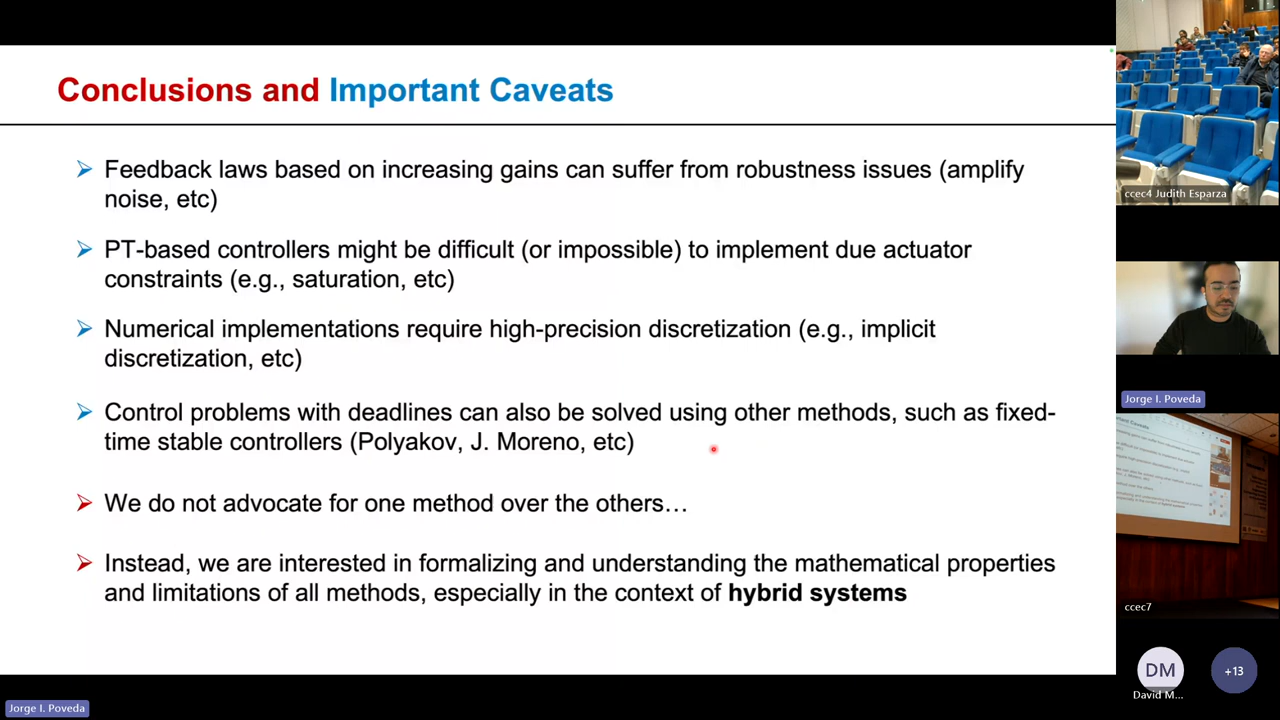 Conclusions and Important Caveats
Feedback laws based on increasing gains can suffer from robustness issues (amplify
noise, etc)
PT-based controllers might be difficult (or impossible) to implement due actuator
constraints (e.g., saturation, etc)
Numerical implementations require high-precision discretization (e.g., implicit
discretization, etc)
Control problems with deadlines can also be solved using other methods, such as fixed-
time stable controllers (Polyakov, J. Moreno, etc)
We do not advocate for one method over the others…
Instead, we are interested in formalizing and understanding the mathematical properties
and limitations of all methods, especially in the context of hybrid systems
Jorge I. Poveda
ccec4 Judith Esparza
Jorge I. Poveda
ccec7
DM
David M...
+13